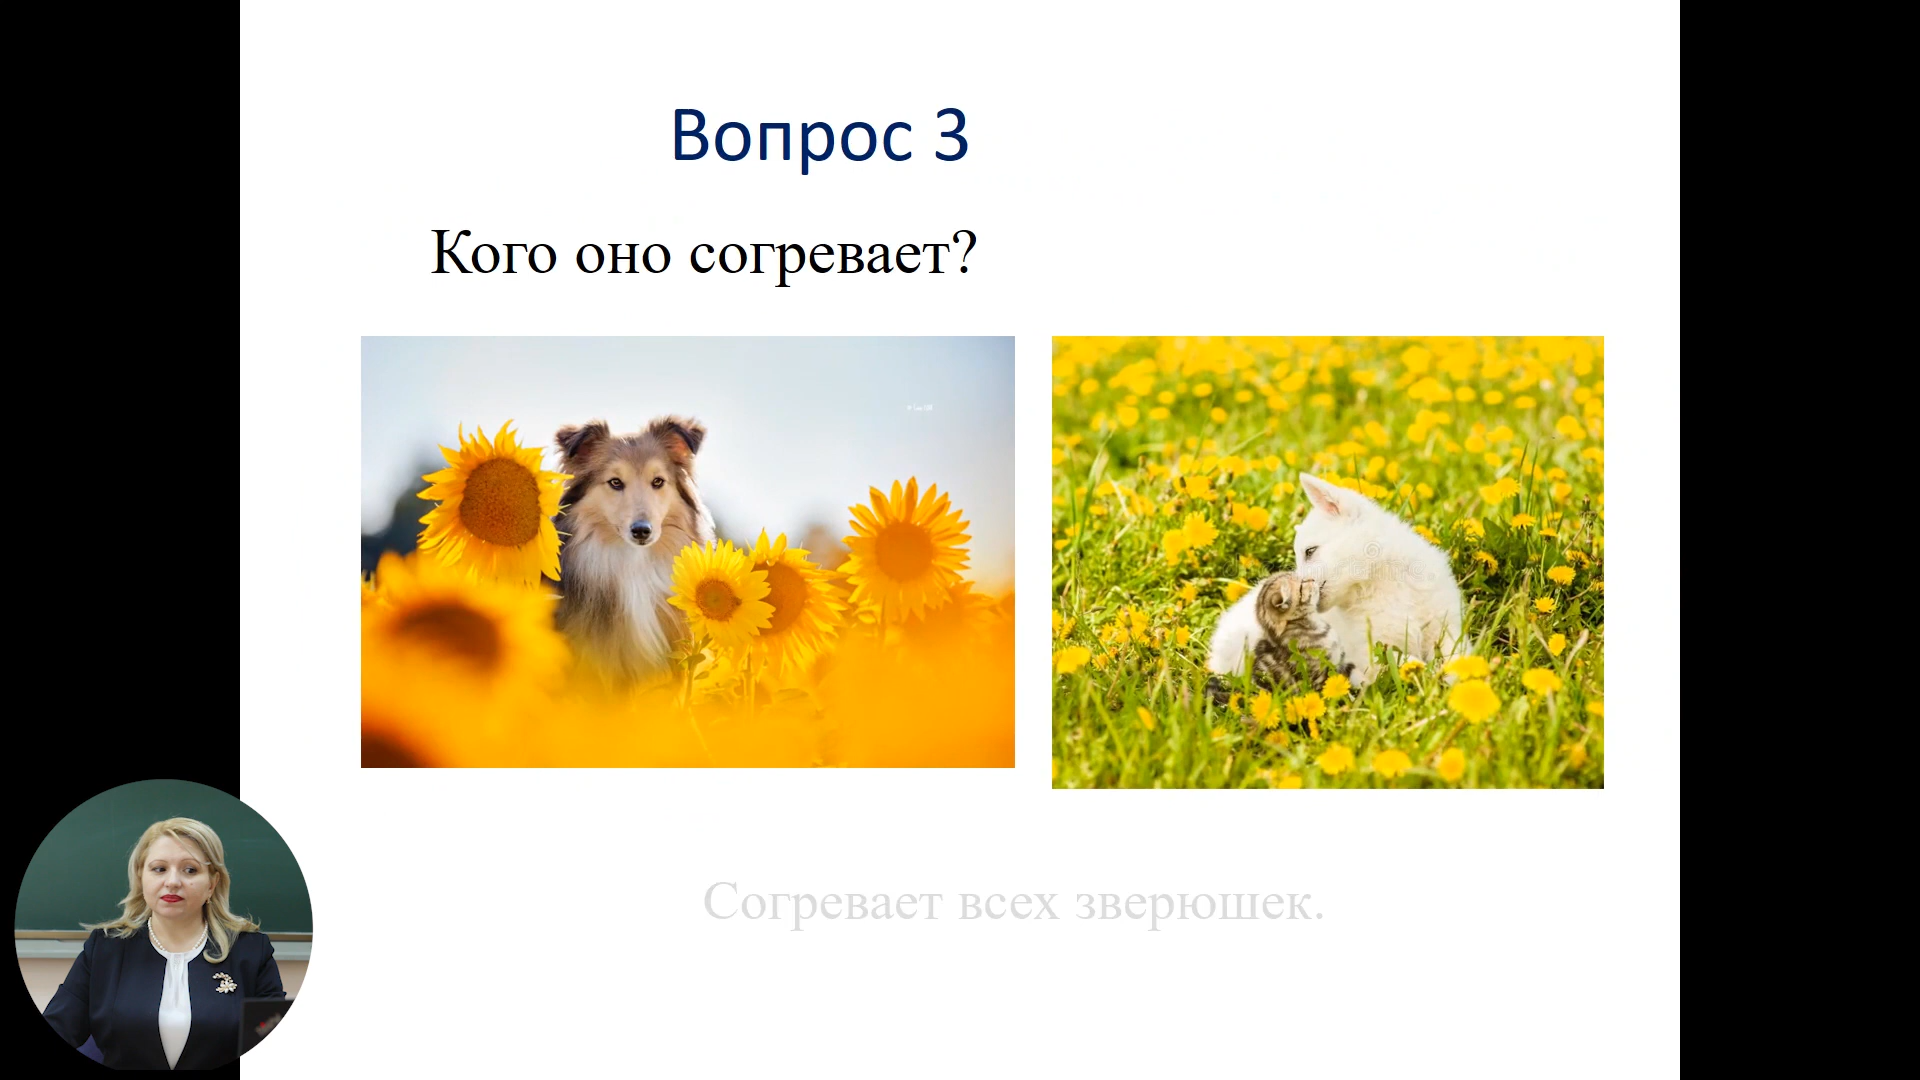 Вопрос 3
Кого оно согревает?
Согревает всех зверюшек.